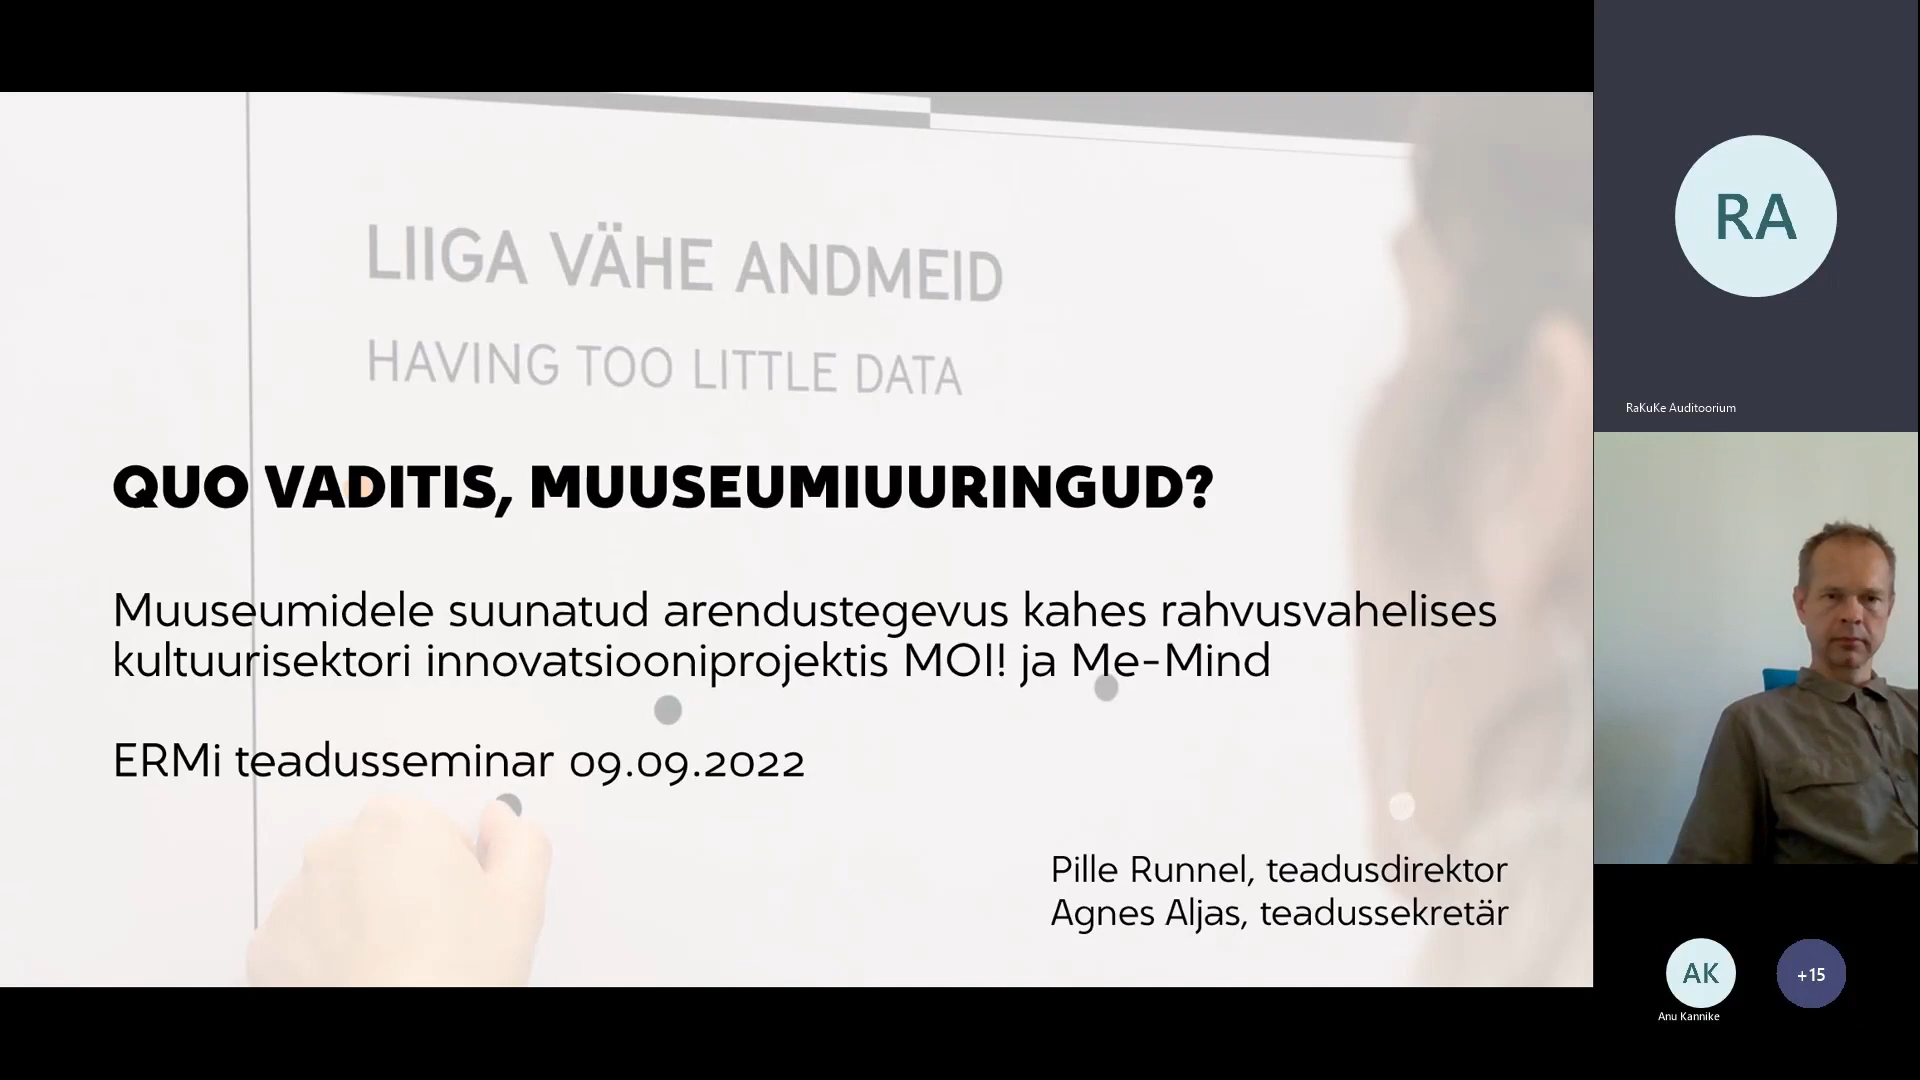 LIIGA VÄHE ANDMEID
HAVING TOO LITTLE DATA
QUO VADITIS, MUUSEUMIUURINGUD?
Muuseumidele suunatud arendustegevus kahes rahvusvahelises
kultuurisektori innovatsiooniprojektis MOI! ja Me-Mind
ERMi teadusseminar 09.09.2022
Pille Runnel, teadusdirektor
Agnes Aljas, teadussekretär
RA
RaKuKe Auditoorium
AK
+15
Anu Kannike